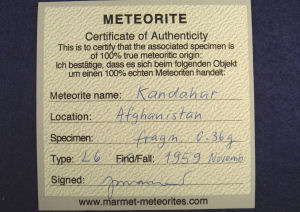 METEORITE
Certificate of Authenticity
This is to certify that the associated specimen is
of 100% true meteoritic origin:
Ich bestätige, dass es sich beim folgenden Objekt
um einen 100% echten Meteoriten handelt:
Meteorite name: Kandahar
Location: Afghanistan
Specimen: fragm. 0.36g
Type: L6 Find/Fall: 1959 Novemb.
Signed:
www.marmet-meteorites.com